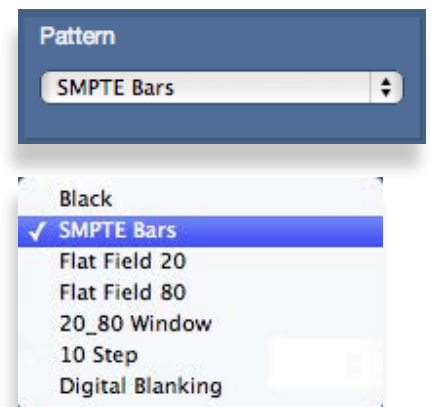 Pattern
SMPTE Bars
Black
✓ SMPTE Bars
Flat Field 20
Flat Field 80
20_80 Window
10 Step
Digital Blanking